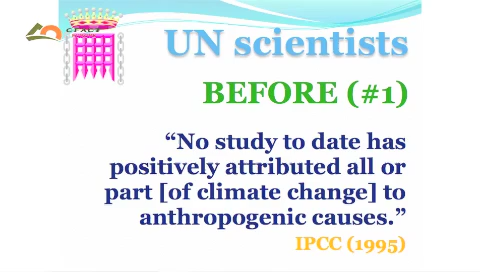 CFACT
UN scientists
BEFORE (#1)
“No study to date has
positively attributed all or
part [of climate change] to
anthropogenic causes.”
IPCC (1995)